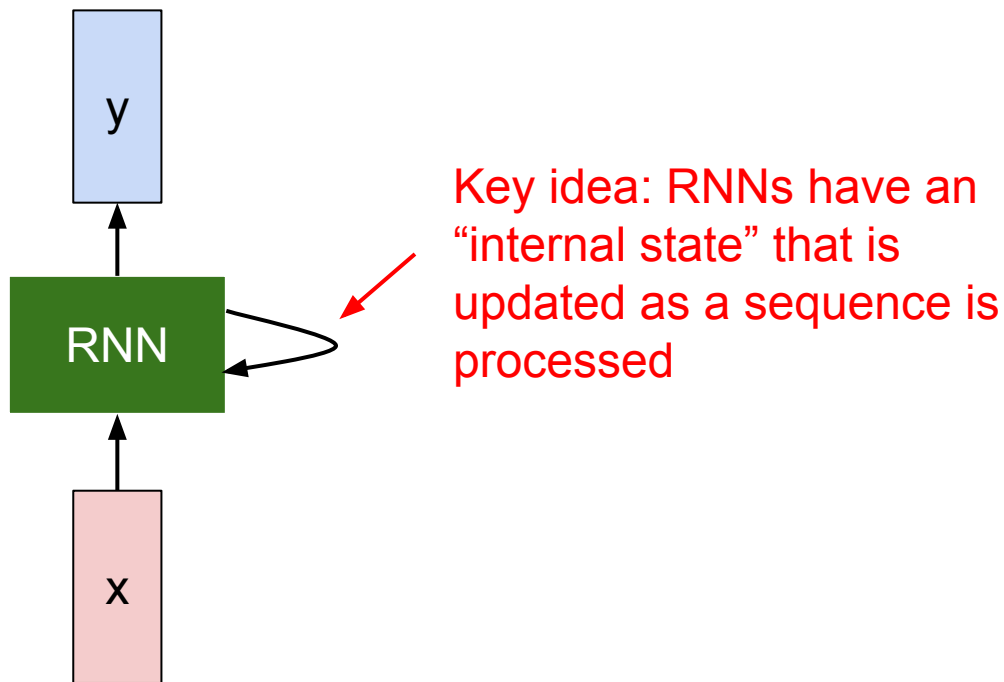 y
Key idea: RNNs have an
“internal state” that is
updated as a sequence is
processed
RNN
x